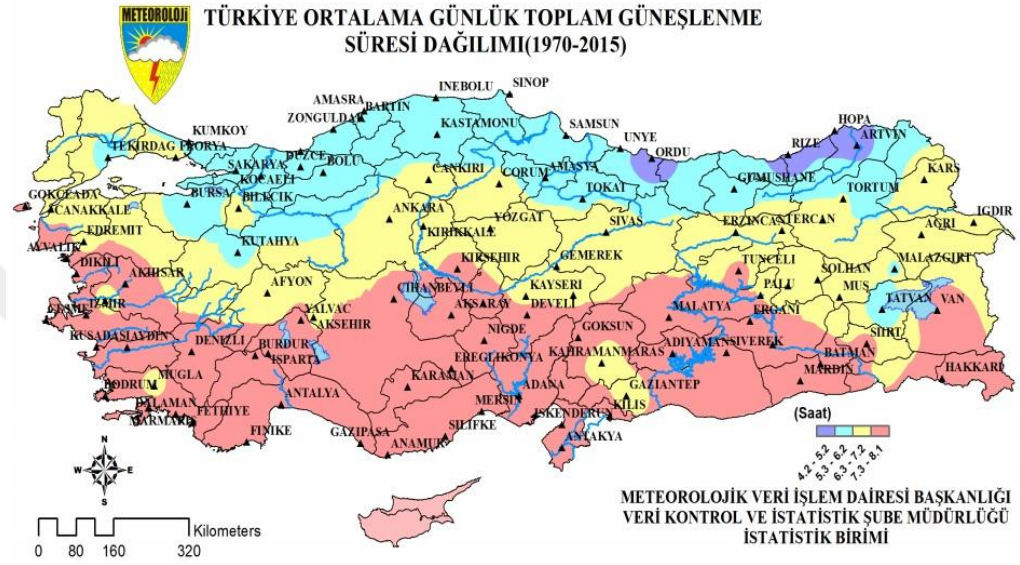 METEOROLOJİ
TÜRKİYE ORTALAMA GÜNLÜK TOPLAM GÜNEŞLENME
SÜRESİ DAĞILIMI(1970-2015)
INEBOLU
SINOP
AMASRA
BARTIN
ZONGULDAK
KASTAMONU
SAMSUN
UNYE
ORDU
HOPA
RIZE
ARTVIN
KUMKOY
TEKIRDAG
FLORYA
DUZCE
BOLU
SAKARYA
KOCAELI
CANKIRI
CORUM
AMASYA
TOKAT
GUMUSHANE
KARS
TORTUM
GOKCEADA
CANAKKALE
BURSA
BILECIK
ANKARA
YOZGAT
SIVAS
ERZINCAN
TERCAN
IGDIR
AGRI
EDREMIT
KUTAHYA
KIRIKKALE
AYVALIK
DIKILI
AKHISAR
KIRSEHIR
GEMEREK
TUNCELI
SOLHAN
MALAZGIRT
AFYON
CIHANBEYLI
KAYSERI
PALU
MUS
IZMIR
CESME
YALVAC
AKSEHIR
AKSARAY
DEVELI
MALATYA
ERGANI
TATVAN
VAN
KUSADASI
AYDIN
DENIZLI
BURDUR
ISPARTA
NIGDE
GOKSUN
SIIRT
EREGLI
KONYA
KAHRAMANMARAS
ADIYAMAN
SIVEREK
BATMAN
MARDIN
HAKKARI
BODRUM
MUGLA
KARAMAN
ADANA
GAZIANTEP
DALAMAN
MARMARIS
FETHIYE
ANTALYA
MERSIN
KILIS
ISKENDERUN
FINIKE
GAZIPASA
ANAMUR
SILIFKE
ANTAKYA
(Saat)
4.2 - 5.2
5.3 - 6.2
6.3 - 7.2
7.3 - 8.1
N
W
E
S
Kilometers
0 80 160 320
METEOROLOJİK VERİ İŞLEM DAİRESİ BAŞKANLIĞI
VERİ KONTROL VE İSTATİSTİK ŞUBE MÜDÜRLÜĞÜ
İSTATİSTİK BİRİMİ